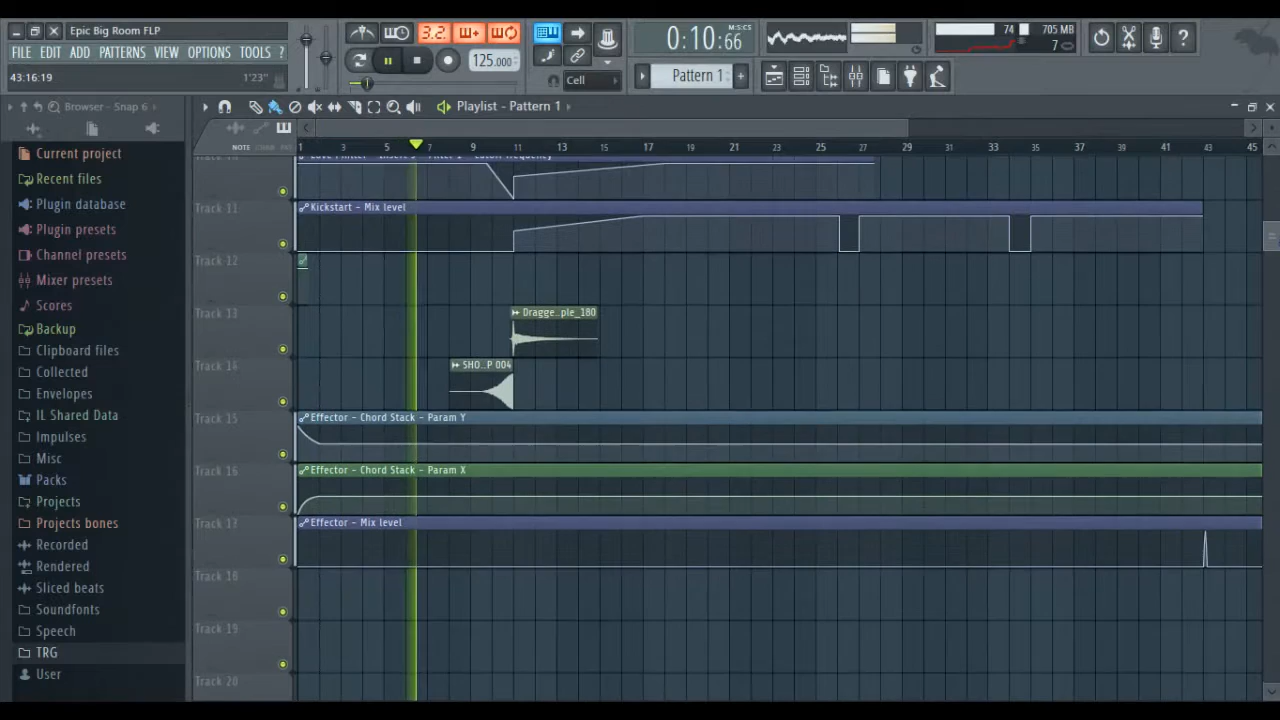 Epic Big Room FLP
FILE EDIT ADD PATTERNS VIEW OPTIONS TOOLS ?
43:16:19 1'23"
3.2.
125.000
Cell
M:S:CS
0:10:66
Pattern 1
74 705 MB
7
Browser - Snap 6
Playlist - Pattern 1
NOTE CHAN PAT
1 3 5 7 9 11 13 15 17 19 21 23 25 27 29 31 33 35 37 39 41 43 45
Current project
Recent files
Plugin database
Plugin presets
Channel presets
Mixer presets
Scores
Backup
Clipboard files
Collected
Envelopes
IL Shared Data
Impulses
Misc
Packs
Projects
Projects bones
Recorded
Rendered
Sliced beats
Soundfonts
Speech
TRG
User
Track 11
Kickstart - Mix level
Track 12
Track 13
Dragge..ple_180
Track 14
SHO..P 004
Track 15
Effector - Chord Stack - Param Y
Track 16
Effector - Chord Stack - Param X
Track 17
Effector - Mix level
Track 18
Track 19
Track 20